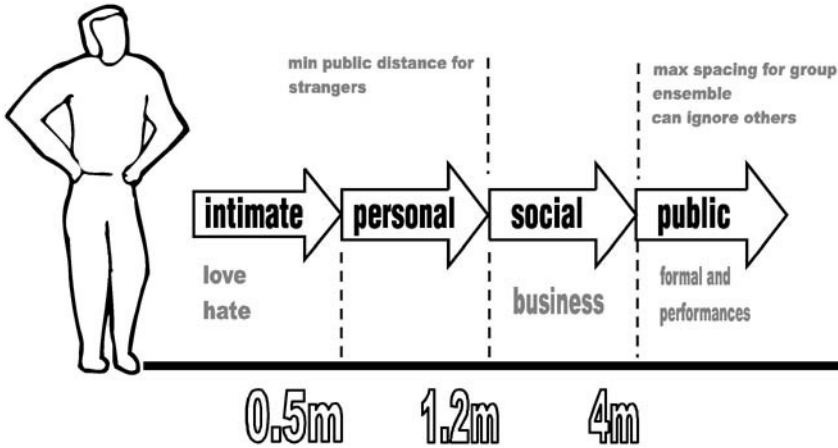 min public distance for
strangers
max spacing for group
ensemble
can ignore others
intimate
personal
social
public
love
hate
business
formal and
performances
0.5m
1.2m
4m